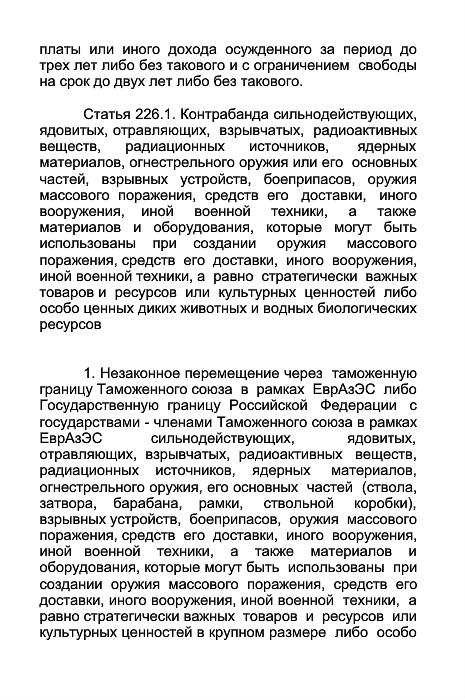 платы или иного дохода осужденного за период до
трех лет либо без такового и с ограничением свободы
на срок до двух лет либо без такового.
Статья 226.1. Контрабанда сильнодействующих,
ядовитых, отравляющих, взрывчатых, радиоактивных
веществ, радиационных источников, ядерных
материалов, огнестрельного оружия или его основных
частей, взрывных устройств, боеприпасов, оружия
массового поражения, средств его доставки, иного
вооружения, иной военной техники, а также
материалов и оборудования, которые могут быть
использованы при создании оружия массового
поражения, средств его доставки, иного вооружения,
иной военной техники, а равно стратегически важных
товаров и ресурсов или культурных ценностей либо
особо ценных диких животных и водных биологических
ресурсов
1. Незаконное перемещение через таможенную
границу Таможенного союза в рамках ЕврАзЭС либо
Государственную границу Российской Федерации с
государствами - членами Таможенного союза в рамках
ЕврАзЭС сильнодействующих, ядовитых,
отравляющих, взрывчатых, радиоактивных веществ,
радиационных источников, ядерных материалов,
огнестрельного оружия, его основных частей (ствола,
затвора, барабана, рамки, ствольной коробки),
взрывных устройств, боеприпасов, оружия массового
поражения, средств его доставки, иного вооружения,
иной военной техники, а также материалов и
оборудования, которые могут быть использованы при
создании оружия массового поражения, средств его
доставки, иного вооружения, иной военной техники, а
равно стратегически важных товаров и ресурсов или
культурных ценностей в крупном размере либо особо